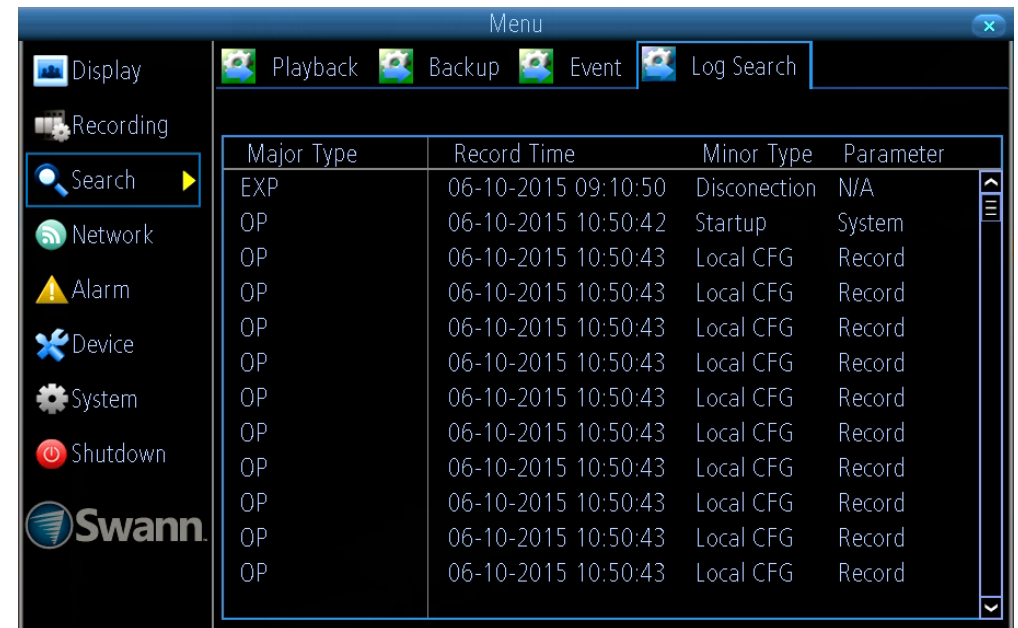 Menu
Display
Recording
Search
Network
Alarm
Device
System
Shutdown
Swann.
Playback Backup Event Log Search
Major Type Record Time Minor Type Parameter
EXP 06-10-2015 09:10:50 Disconection N/A
OP 06-10-2015 10:50:42 Startup System
OP 06-10-2015 10:50:43 Local CFG Record
OP 06-10-2015 10:50:43 Local CFG Record
OP 06-10-2015 10:50:43 Local CFG Record
OP 06-10-2015 10:50:43 Local CFG Record
OP 06-10-2015 10:50:43 Local CFG Record
OP 06-10-2015 10:50:43 Local CFG Record
OP 06-10-2015 10:50:43 Local CFG Record
OP 06-10-2015 10:50:43 Local CFG Record
OP 06-10-2015 10:50:43 Local CFG Record
OP 06-10-2015 10:50:43 Local CFG Record